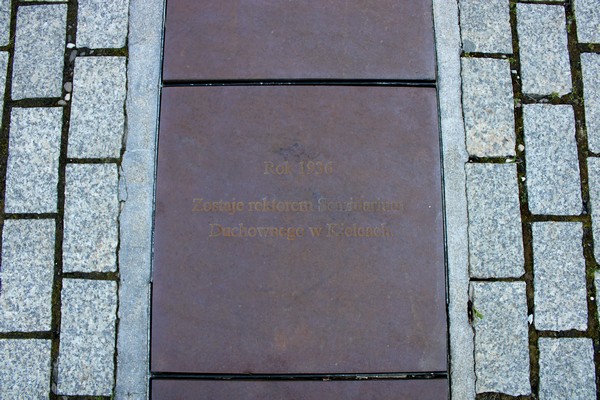 Rok 1936
Zostaje rektorem Seminarium
Duchownego w Kielcach